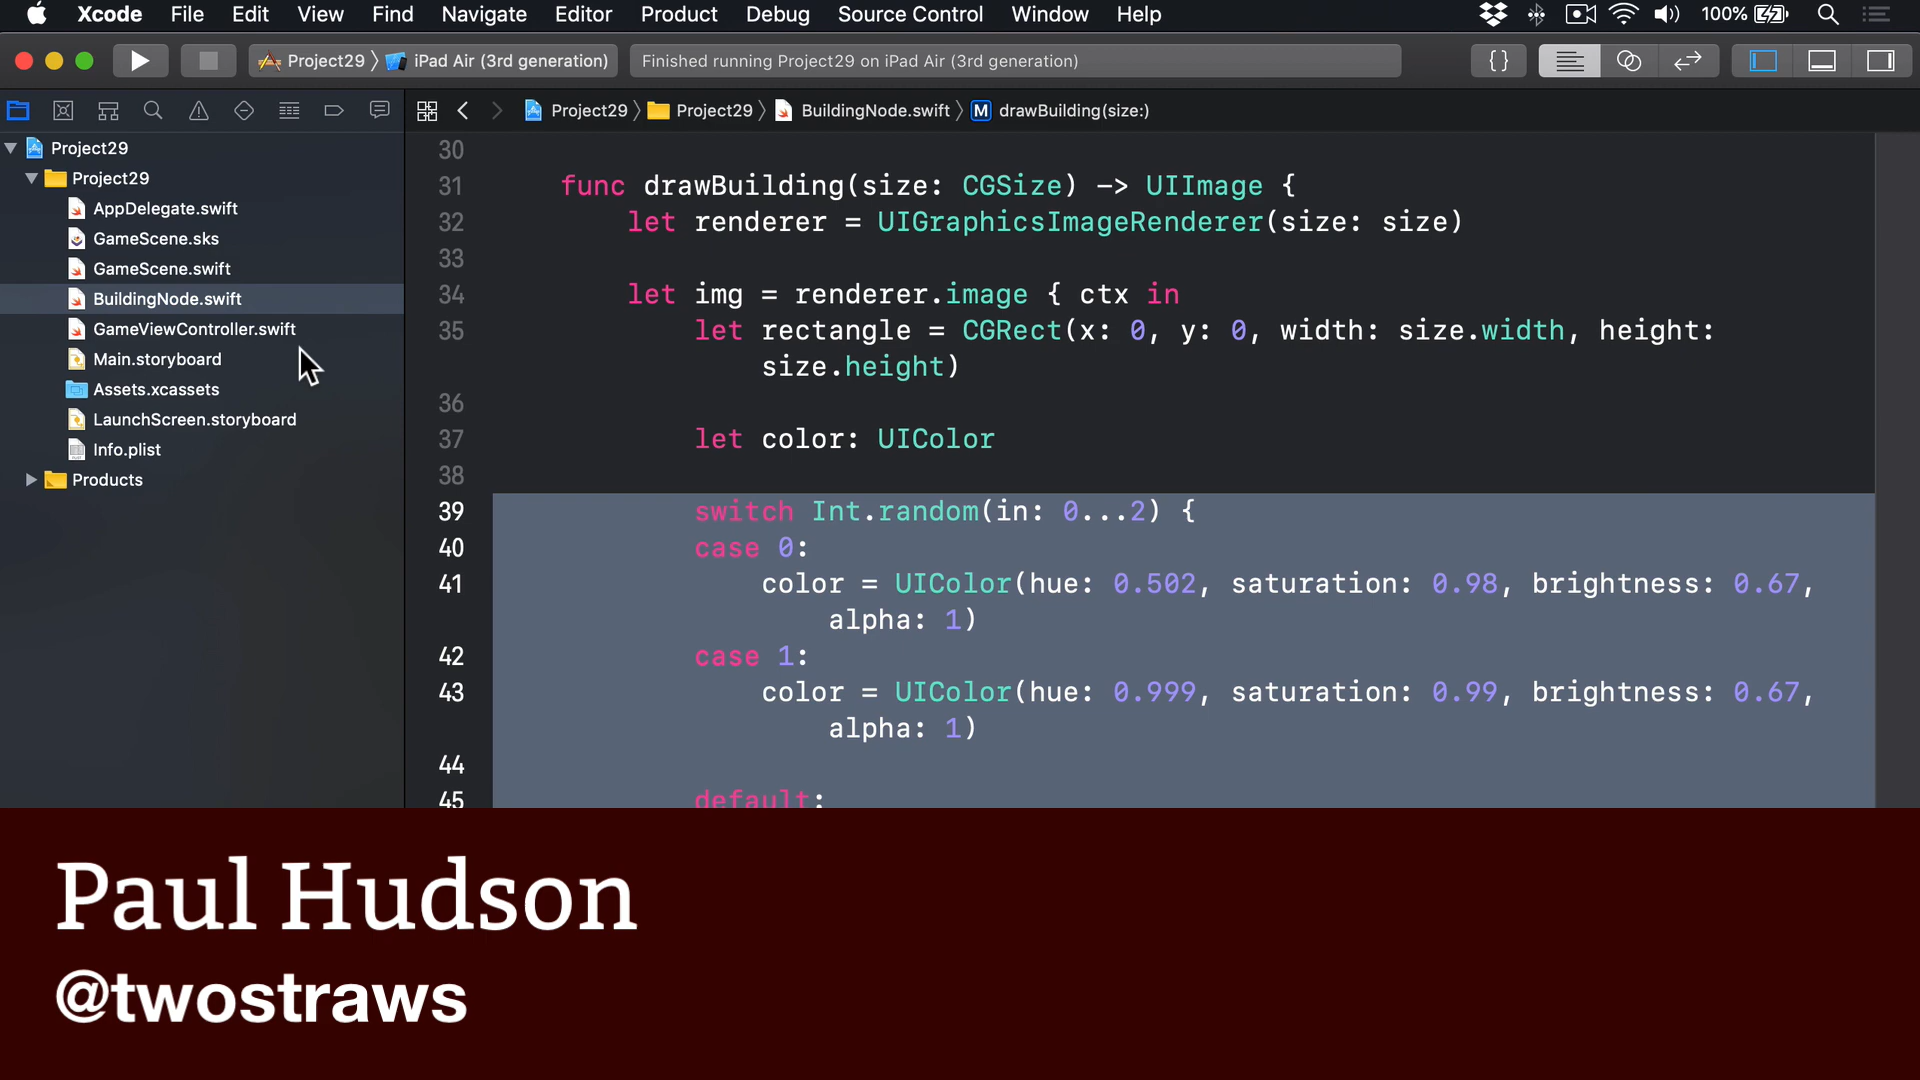 Xcode File Edit View Find Navigate Editor Product Debug Source Control Window Help 100%
Project29 iPad Air (3rd generation) Finished running Project29 on iPad Air (3rd generation) {}
Project29 Project29 BuildingNode.swift M drawBuilding(size:)
Project29
Project29
AppDelegate.swift
GameScene.sks
GameScene.swift
BuildingNode.swift
GameViewController.swift
Main.storyboard
Assets.xcassets
LaunchScreen.storyboard
Info.plist
Products
30
31 func drawBuilding(size: CGSize) -> UIImage {
32 let renderer = UIGraphicsImageRenderer(size: size)
33
34 let img = renderer.image { ctx in
35 let rectangle = CGRect(x: 0, y: 0, width: size.width, height:
size.height)
36
37 let color: UIColor
38
39 switch Int.random(in: 0...2) {
40 case 0:
41 color = UIColor(hue: 0.502, saturation: 0.98, brightness: 0.67,
alpha: 1)
42 case 1:
43 color = UIColor(hue: 0.999, saturation: 0.99, brightness: 0.67,
alpha: 1)
44
45 default:
Paul Hudson
@twostraws